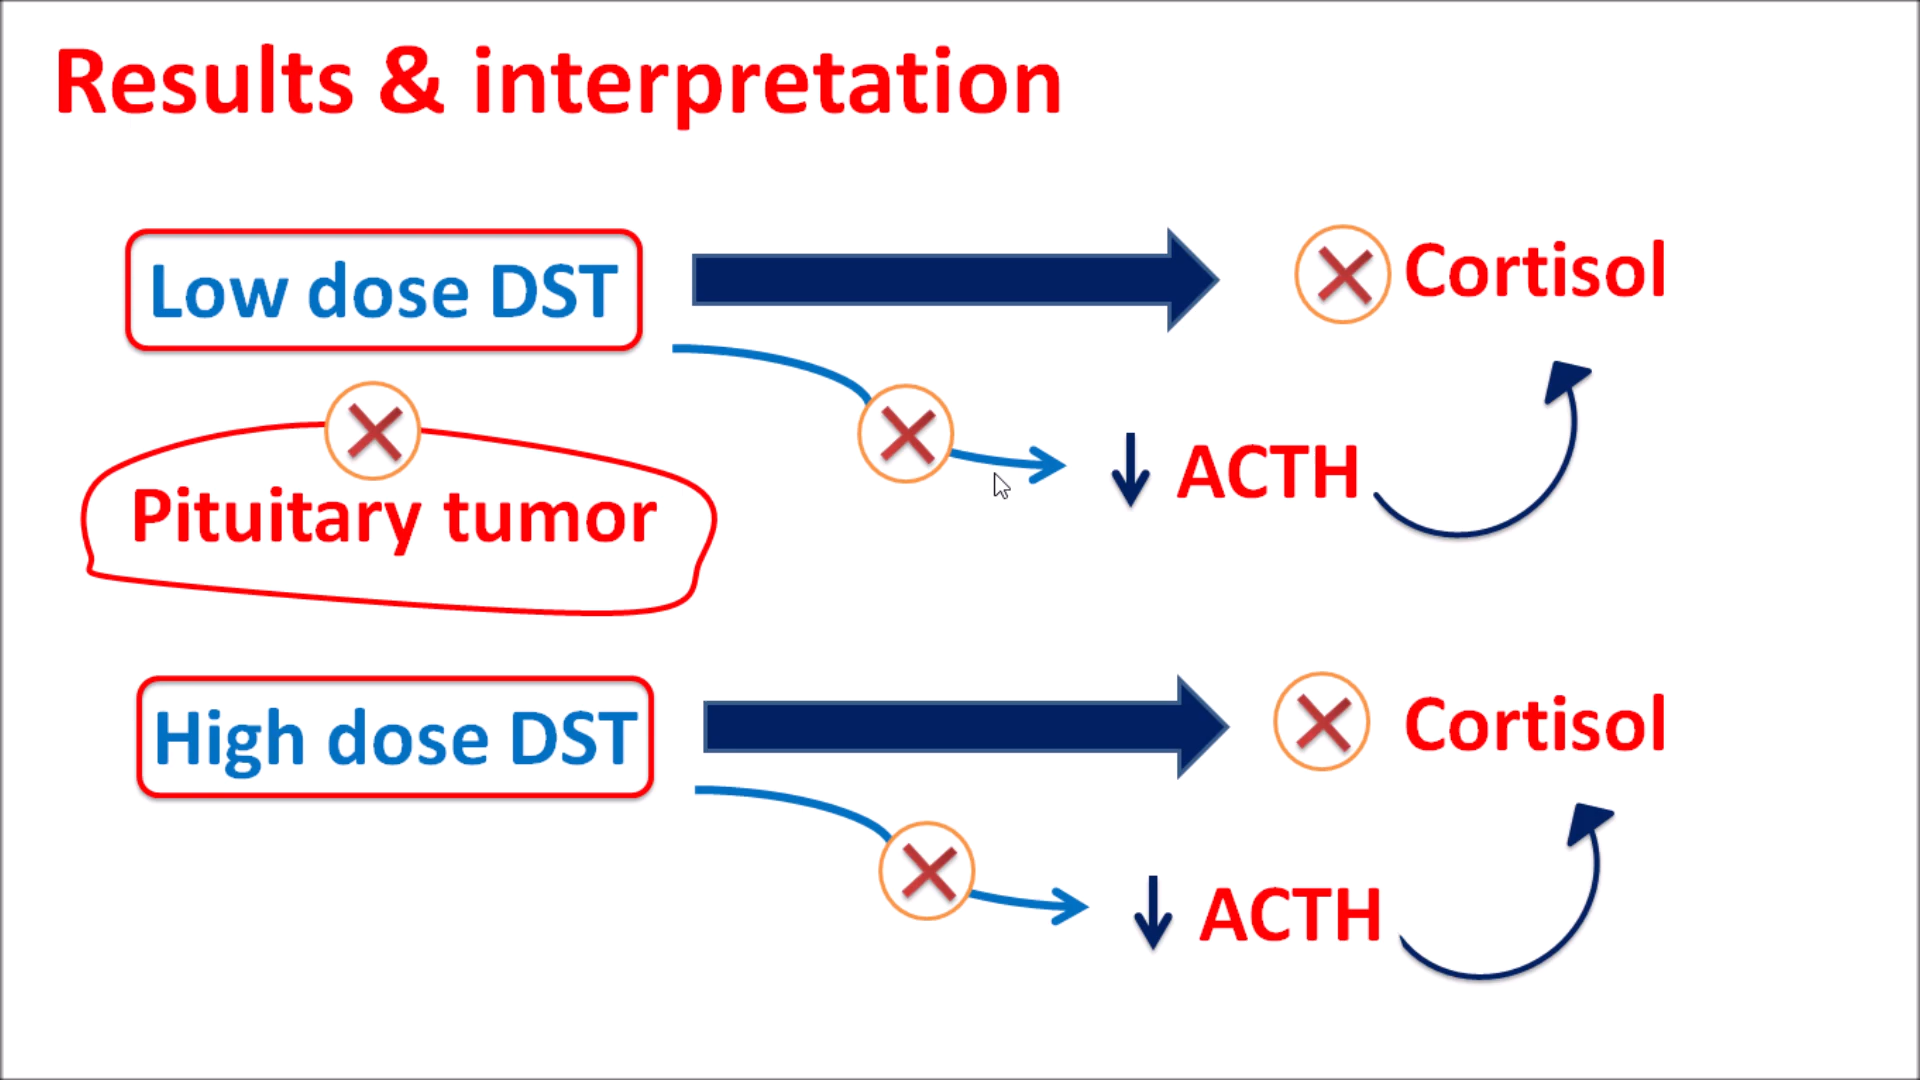 Results & interpretation
Low dose DST
Cortisol
ACTH
Pituitary tumor
High dose DST
Cortisol
ACTH